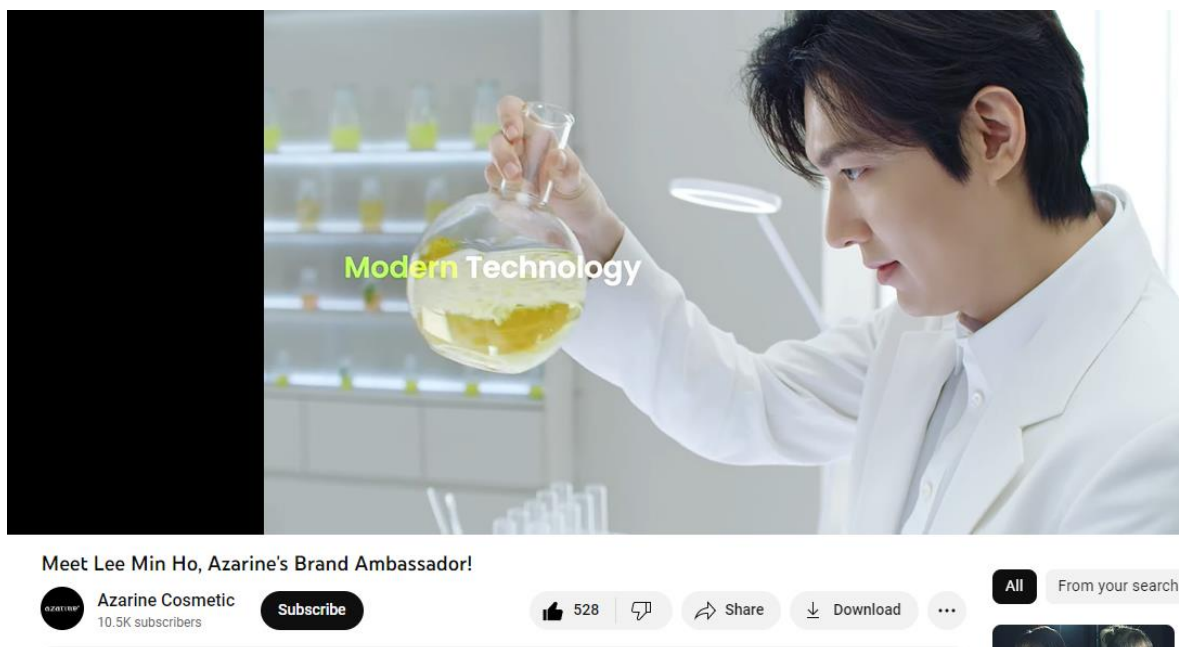 Modern Technology
Meet Lee Min Ho, Azarine's Brand Ambassador!
azarine
Azarine Cosmetic
10.5K subscribers
Subscribe
528
Share
Download
All
From your search